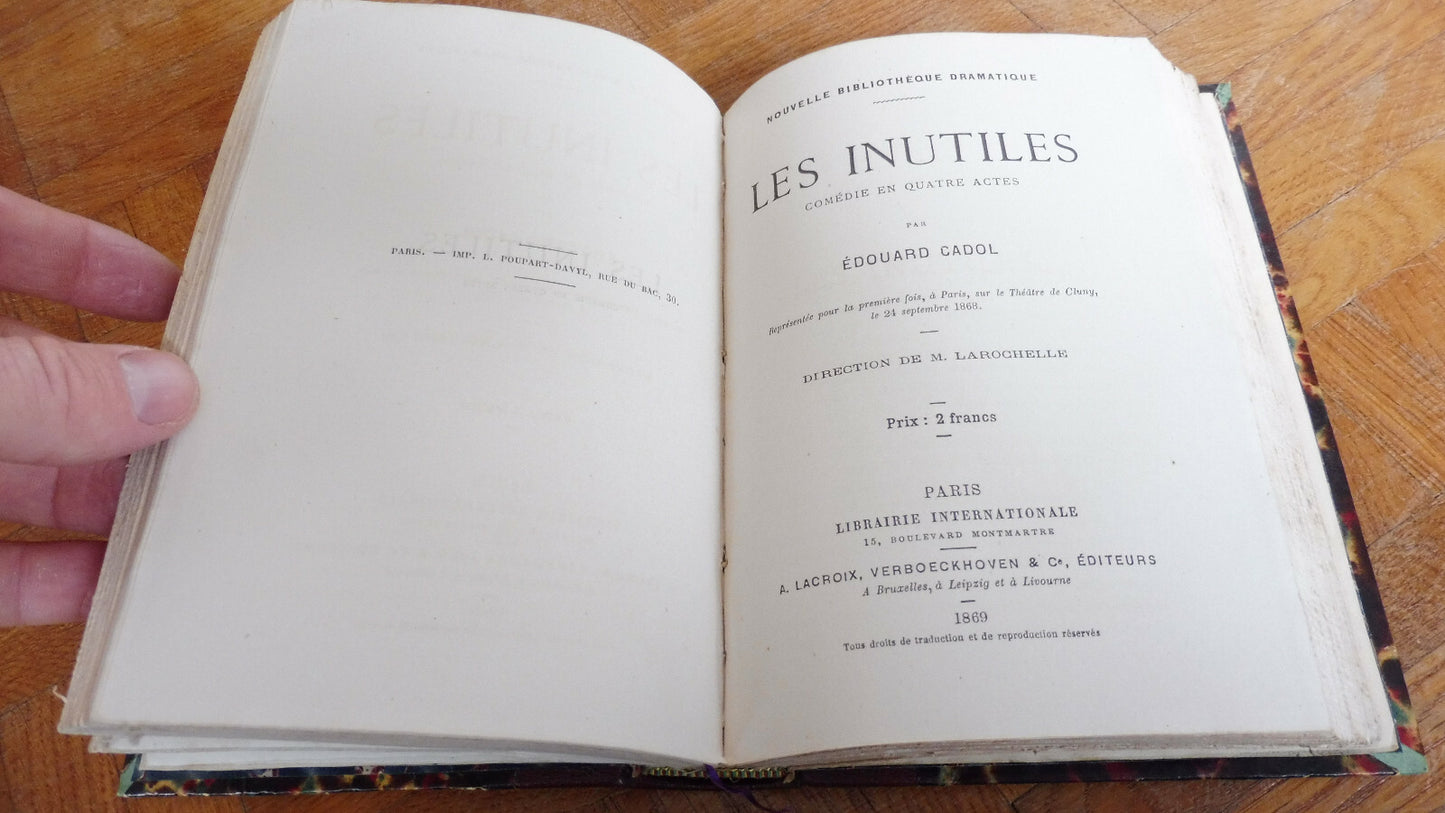 PARIS. — IMP. L. POUPART-DAVYL, RUE DU BAC, 30.
NOUVELLE BIBLIOTHÈQUE DRAMATIQUE
LES INUTILES
COMÉDIE EN QUATRE ACTES
PAR
ÉDOUARD CADOL
Représentée pour la première fois, à Paris, sur le Théâtre de Cluny,
le 24 septembre 1868.
DIRECTION DE M. LAROCHELLE
Prix : 2 francs
PARIS
LIBRAIRIE INTERNATIONALE
15, BOULEVARD MONTMARTRE
A. LACROIX, VERBOECKHOVEN & Cᵉ, ÉDITEURS
A Bruxelles, à Leipzig et à Livourne
1869
Tous droits de traduction et de reproduction réservés